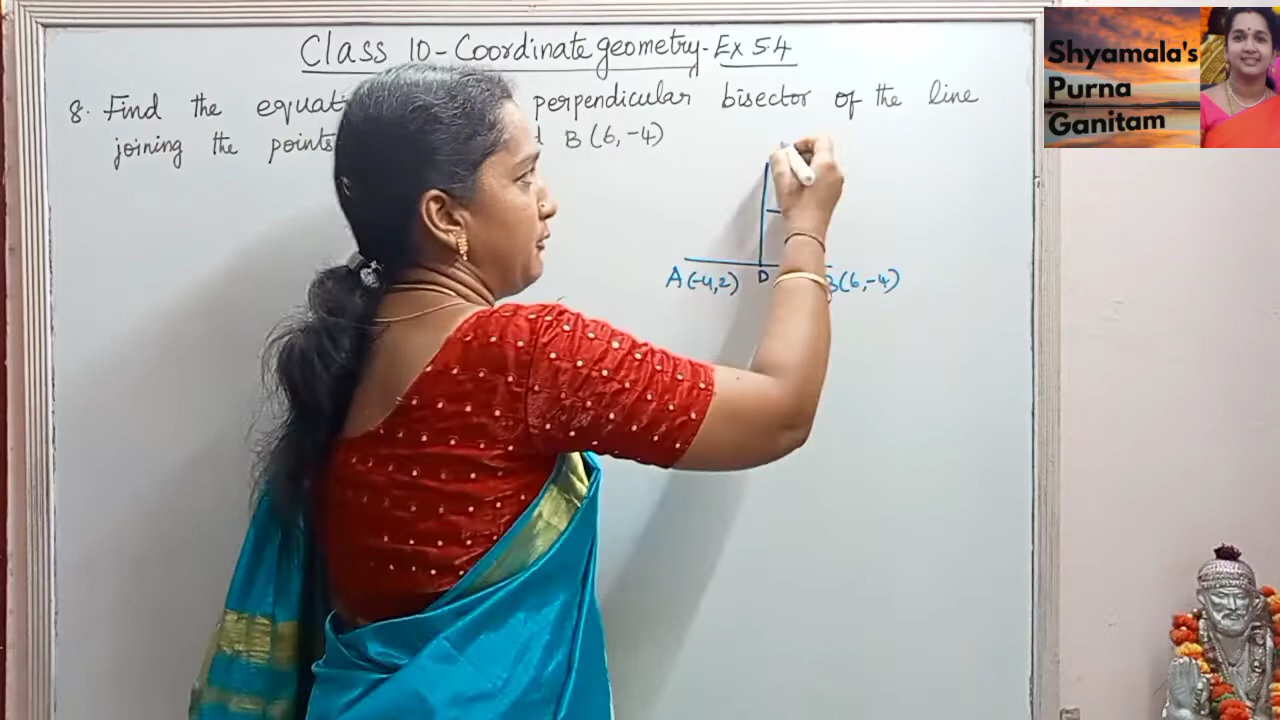 Class 10 - Coordinate geometry - Ex 5.4
8. Find the equati perpendicular bisector of the line
joining the points B (6, -4)
A (-4, 2) D B (6, -4)
Shyamala's
Purna
Ganitam